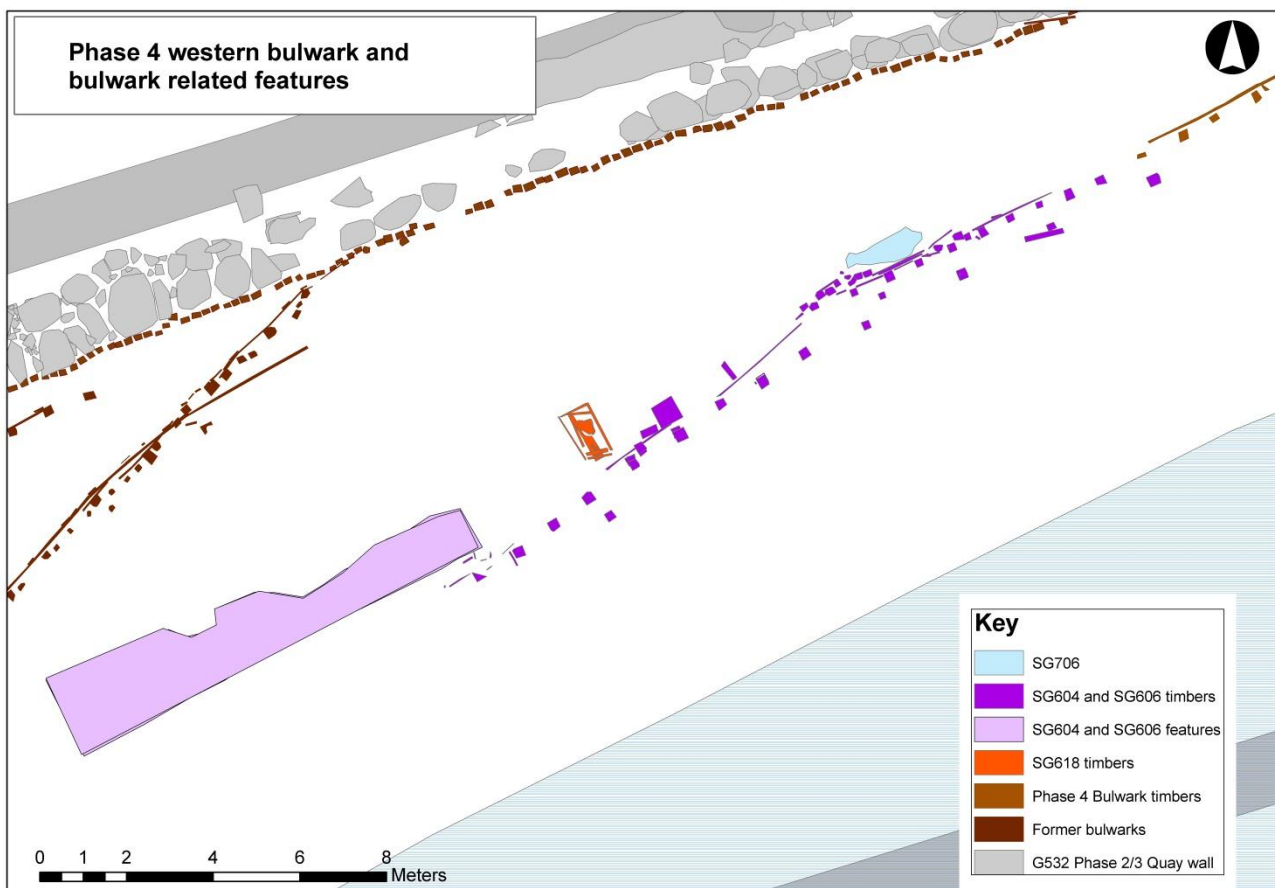 Phase 4 western bulwark and
bulwark related features
Key
SG706
SG604 and SG606 timbers
SG604 and SG606 features
SG618 timbers
Phase 4 Bulwark timbers
Former bulwarks
G532 Phase 2/3 Quay wall
0 1 2 4 6 8
Meters